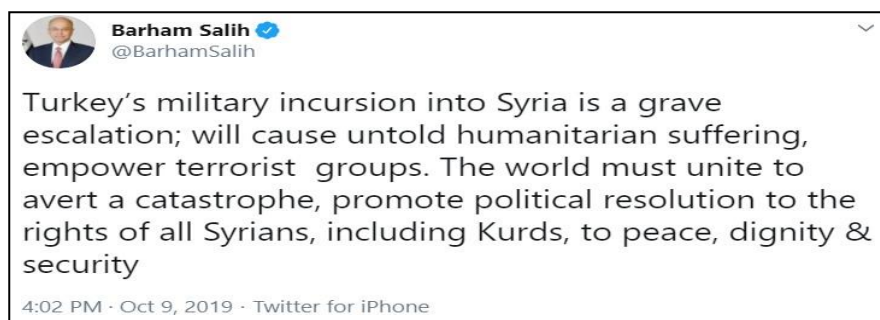 Barham Salih
@BarhamSalih
Turkey's military incursion into Syria is a grave
escalation; will cause untold humanitarian suffering,
empower terrorist  groups. The world must unite to
avert a catastrophe, promote political resolution to the
rights of all Syrians, including Kurds, to peace, dignity &
security
4:02 PM · Oct 9, 2019 · Twitter for iPhone